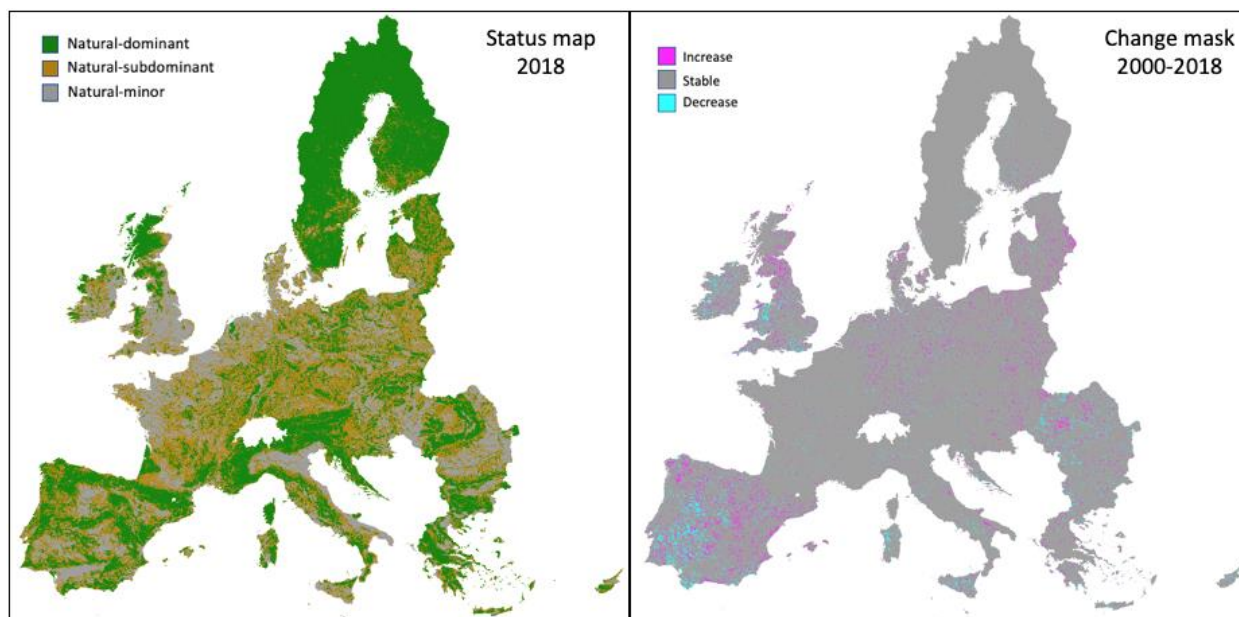 Status map
2018
Natural-dominant
Natural-subdominant
Natural-minor
Change mask
2000-2018
Increase
Stable
Decrease